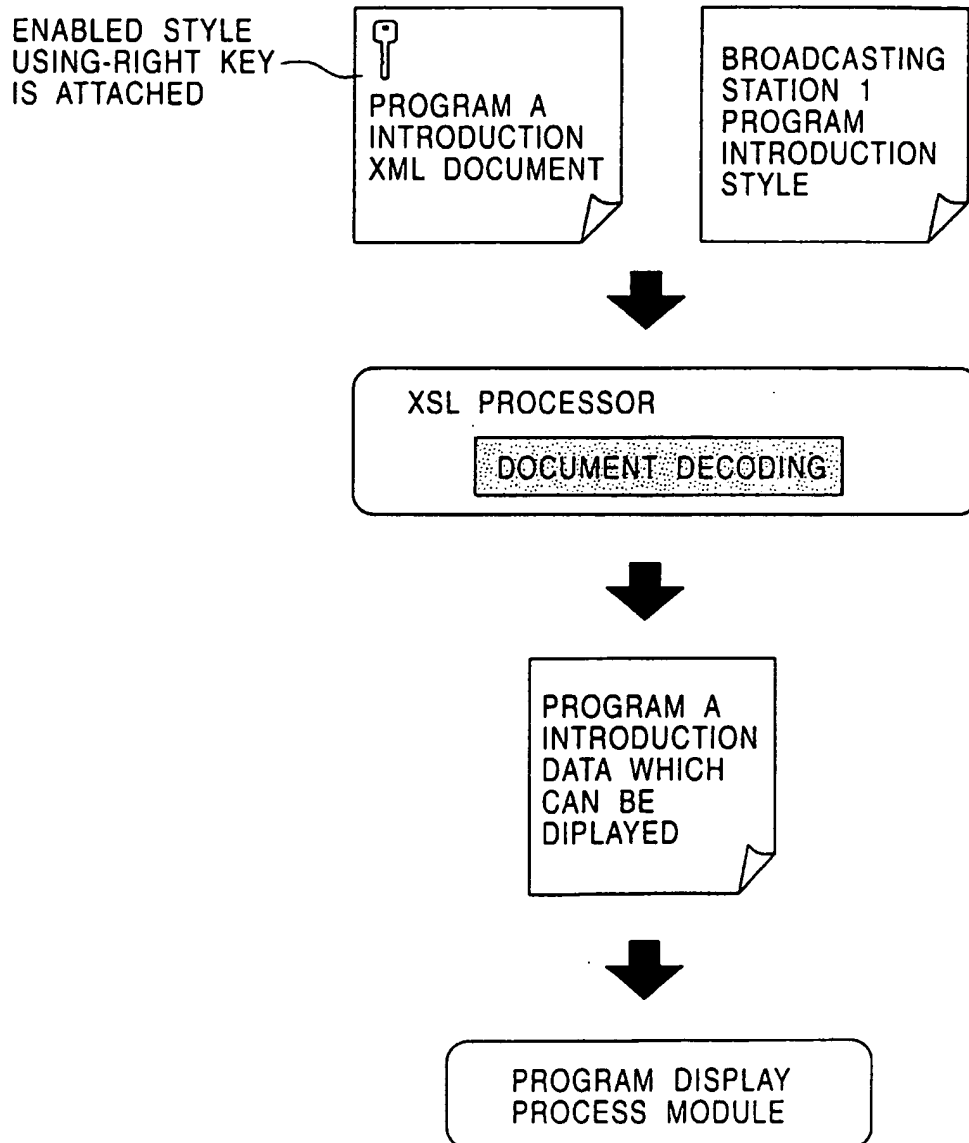 ENABLED STYLE
USING-RIGHT KEY
IS ATTACHED
PROGRAM A
INTRODUCTION
XML DOCUMENT
BROADCASTING
STATION 1
PROGRAM
INTRODUCTION
STYLE
XSL PROCESSOR
DOCUMENT DECODING
PROGRAM A
INTRODUCTION
DATA WHICH
CAN BE
DIPLAYED
PROGRAM DISPLAY
PROCESS MODULE